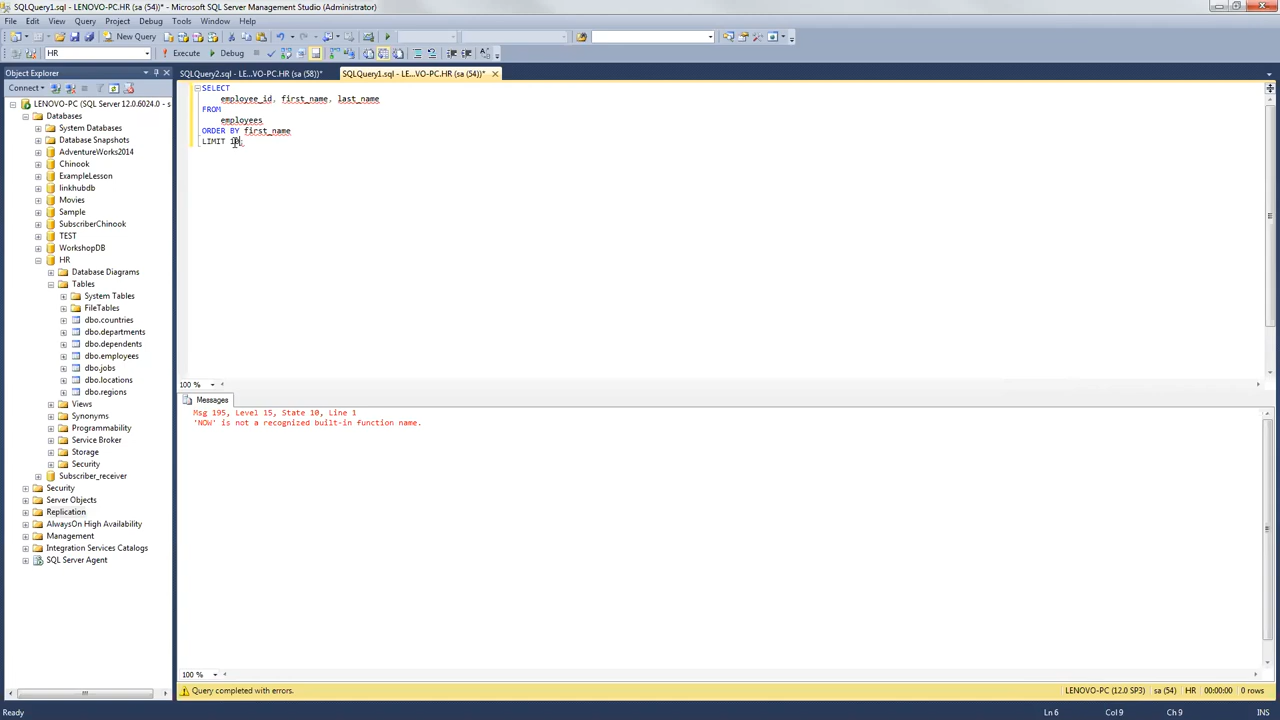 SQLQuery1.sql - LENOVO-PC.HR (sa (54))* - Microsoft SQL Server Management Studio (Administrator)
File Edit View Query Project Debug Tools Window Help
New Query
HR Execute Debug
Object Explorer
SQLQuery2.sql - LE...VO-PC.HR (sa (58))*
SQLQuery1.sql - LE...VO-PC.HR (sa (54))*
Connect
LENOVO-PC (SQL Server 12.0.6024.0 - s
Databases
System Databases
Database Snapshots
AdventureWorks2014
Chinook
ExampleLesson
linkhubdb
Movies
Sample
SubscriberChinook
TEST
WorkshopDB
HR
Database Diagrams
Tables
System Tables
FileTables
dbo.countries
dbo.departments
dbo.dependents
dbo.employees
dbo.jobs
dbo.locations
dbo.regions
Views
Synonyms
Programmability
Service Broker
Storage
Security
Subscriber_receiver
Security
Server Objects
Replication
AlwaysOn High Availability
Management
Integration Services Catalogs
SQL Server Agent
SELECT
employee_id, first_name, last_name
FROM
employees
ORDER BY first_name
LIMIT
100 %
Messages
Msg 195, Level 15, State 10, Line 1
'NOW' is not a recognized built-in function name.
100 %
Query completed with errors.
LENOVO-PC (12.0 SP3) sa (54) HR 00:00:00 0 rows
Ready
Ln 6 Col 9 Ch 9 INS